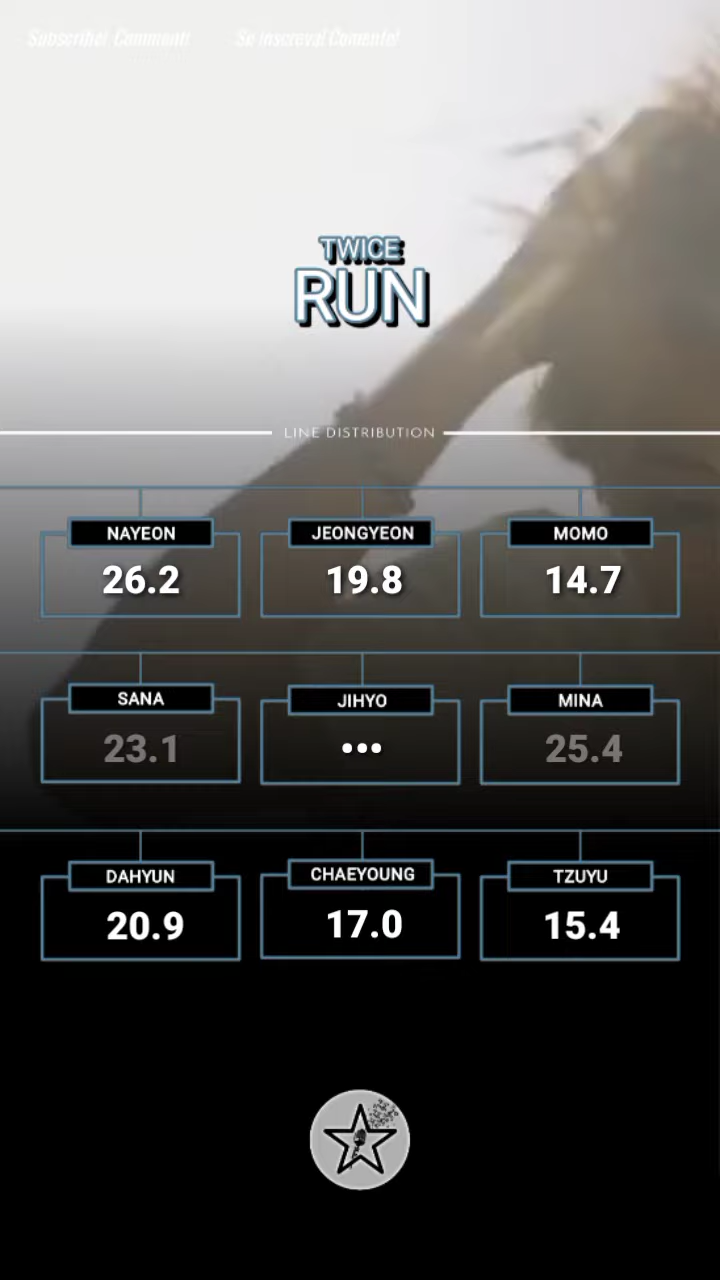 Subscribe! Comment! Se inscreva! Comente!
TWICE
RUN
LINE DISTRIBUTION
NAYEON JEONGYEON MOMO
26.2 19.8 14.7
SANA JIHYO MINA
23.1 ••• 25.4
DAHYUN CHAEYOUNG TZUYU
20.9 17.0 15.4